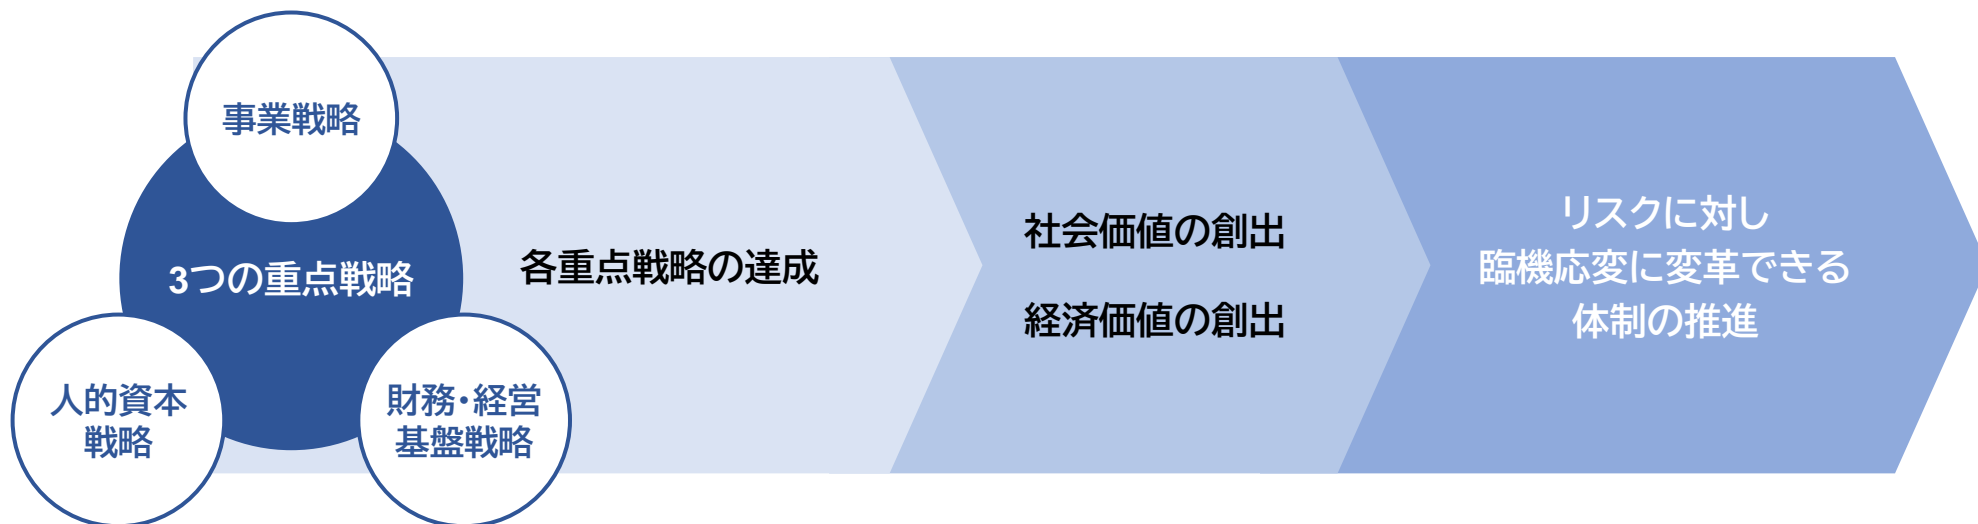 事業戦略
3つの重点戦略
人的資本
戦略
財務・経営
基盤戦略
各重点戦略の達成
社会価値の創出
経済価値の創出
リスクに対し
臨機応変に変革できる
体制の推進